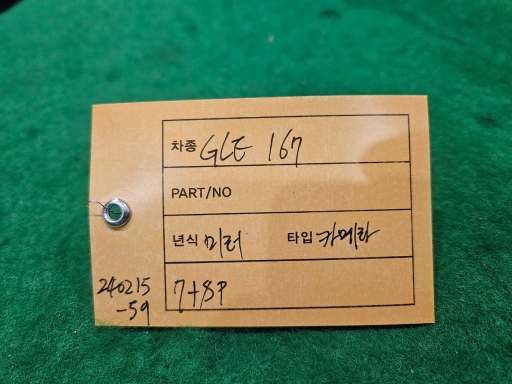 차종 GLE 167
PART/NO
년식 미러 타입 카메라
7+8P
240215
-59